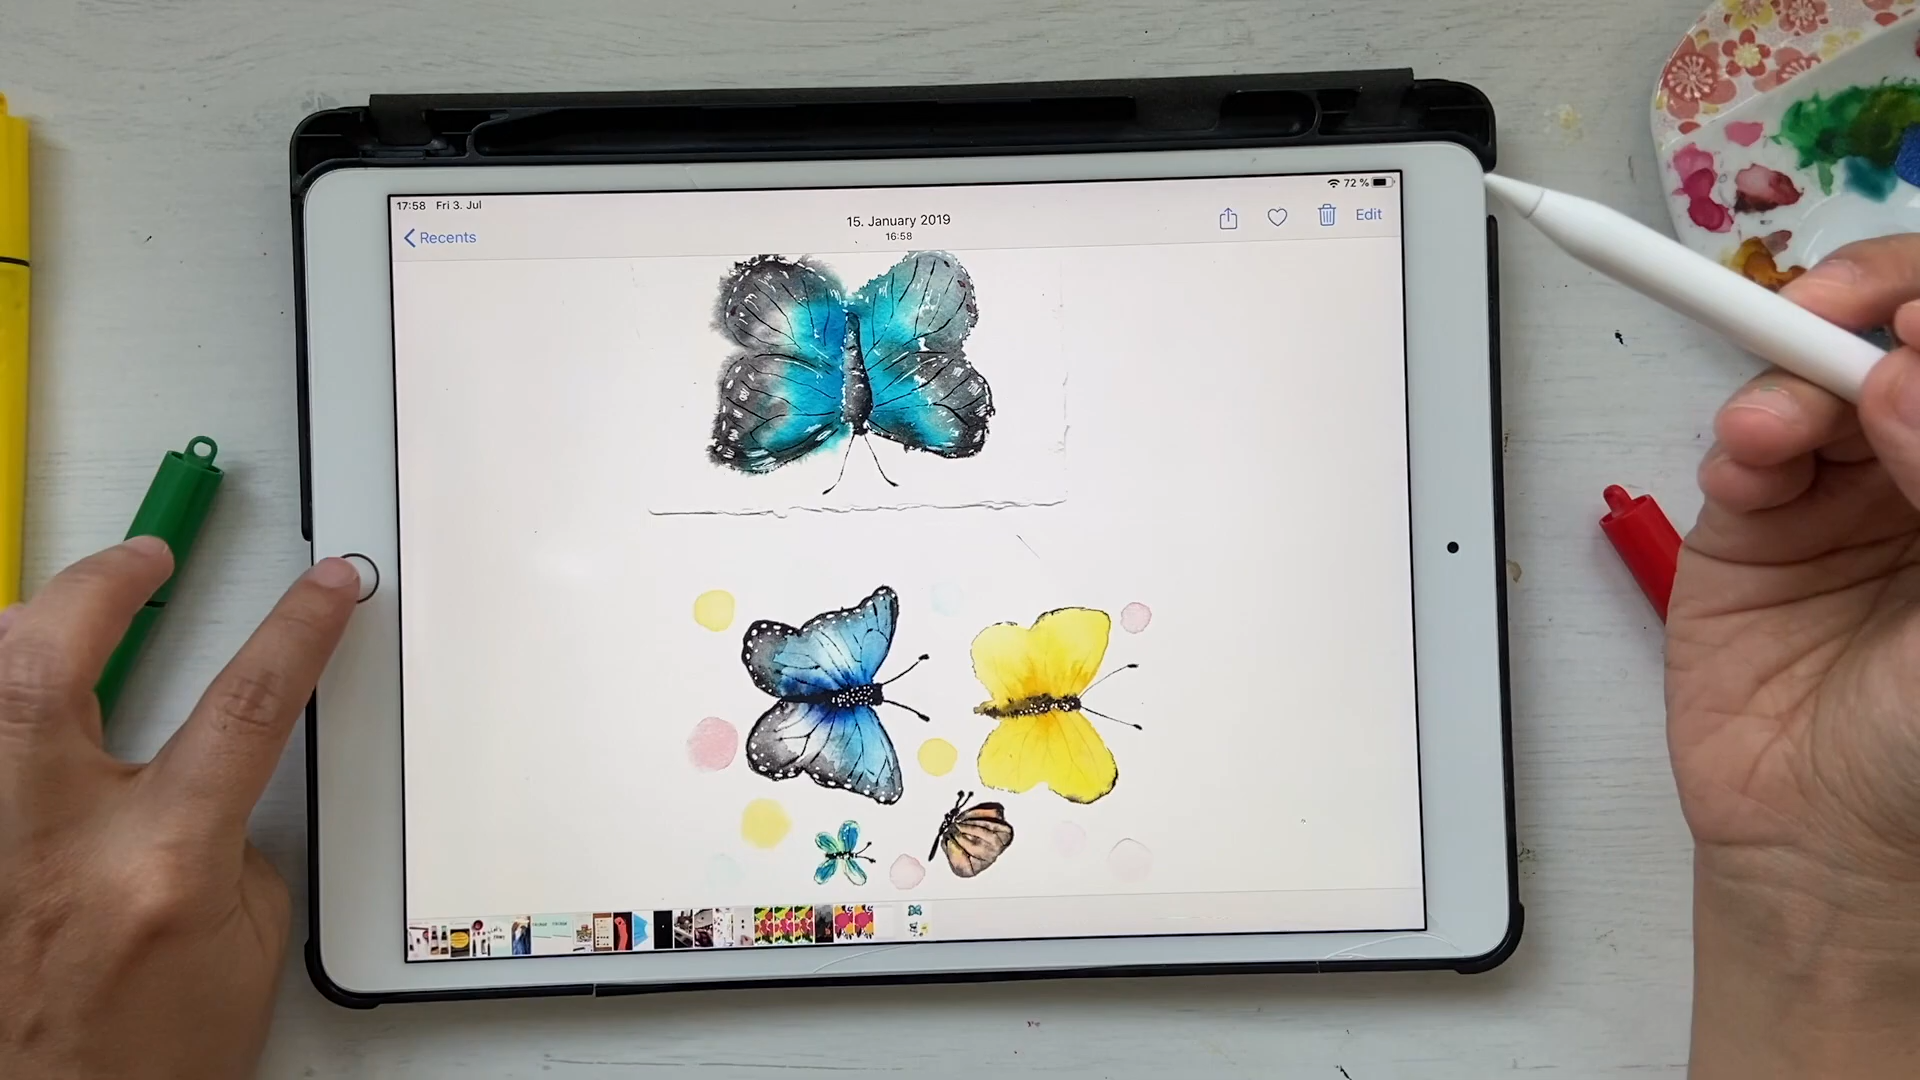 17:58 Fri 3. Jul
72 %
Recents
15. January 2019
16:58
Edit